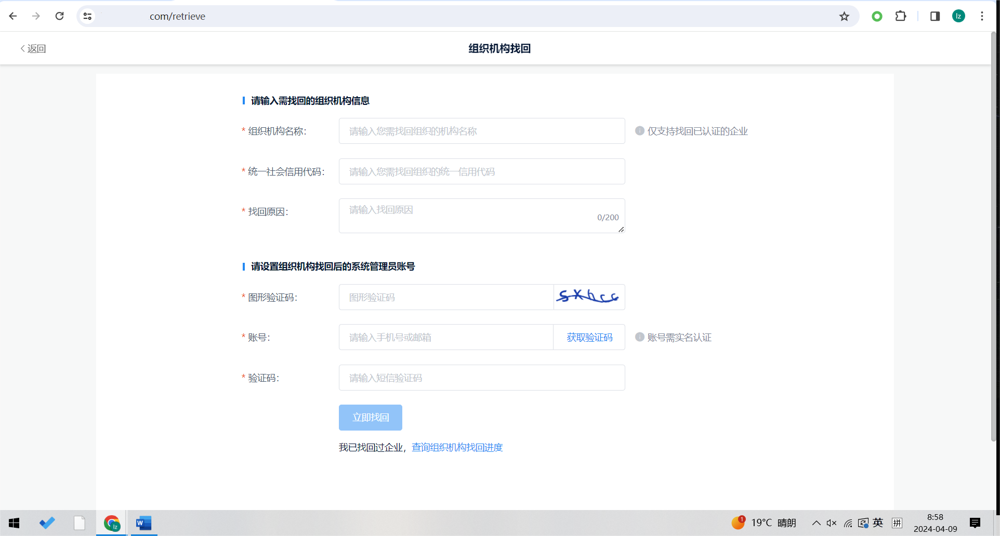 com/retrieve
lz
返回
组织机构找回
请输入需找回的组织机构信息
* 组织机构名称:
请输入您需找回组织的机构名称
仅支持找回已认证的企业
* 统一社会信用代码:
请输入您需找回组织的统一信用代码
* 找回原因:
请输入找回原因
0/200
请设置组织机构找回后的系统管理员账号
* 图形验证码:
图形验证码
* 账号:
请输入手机号或邮箱
获取验证码
账号需实名认证
* 验证码:
请输入短信验证码
立即找回
我已找回过企业，查询组织机构找回进度
lz
W
1
19°C 晴朗
英
拼
8:58
2024-04-09